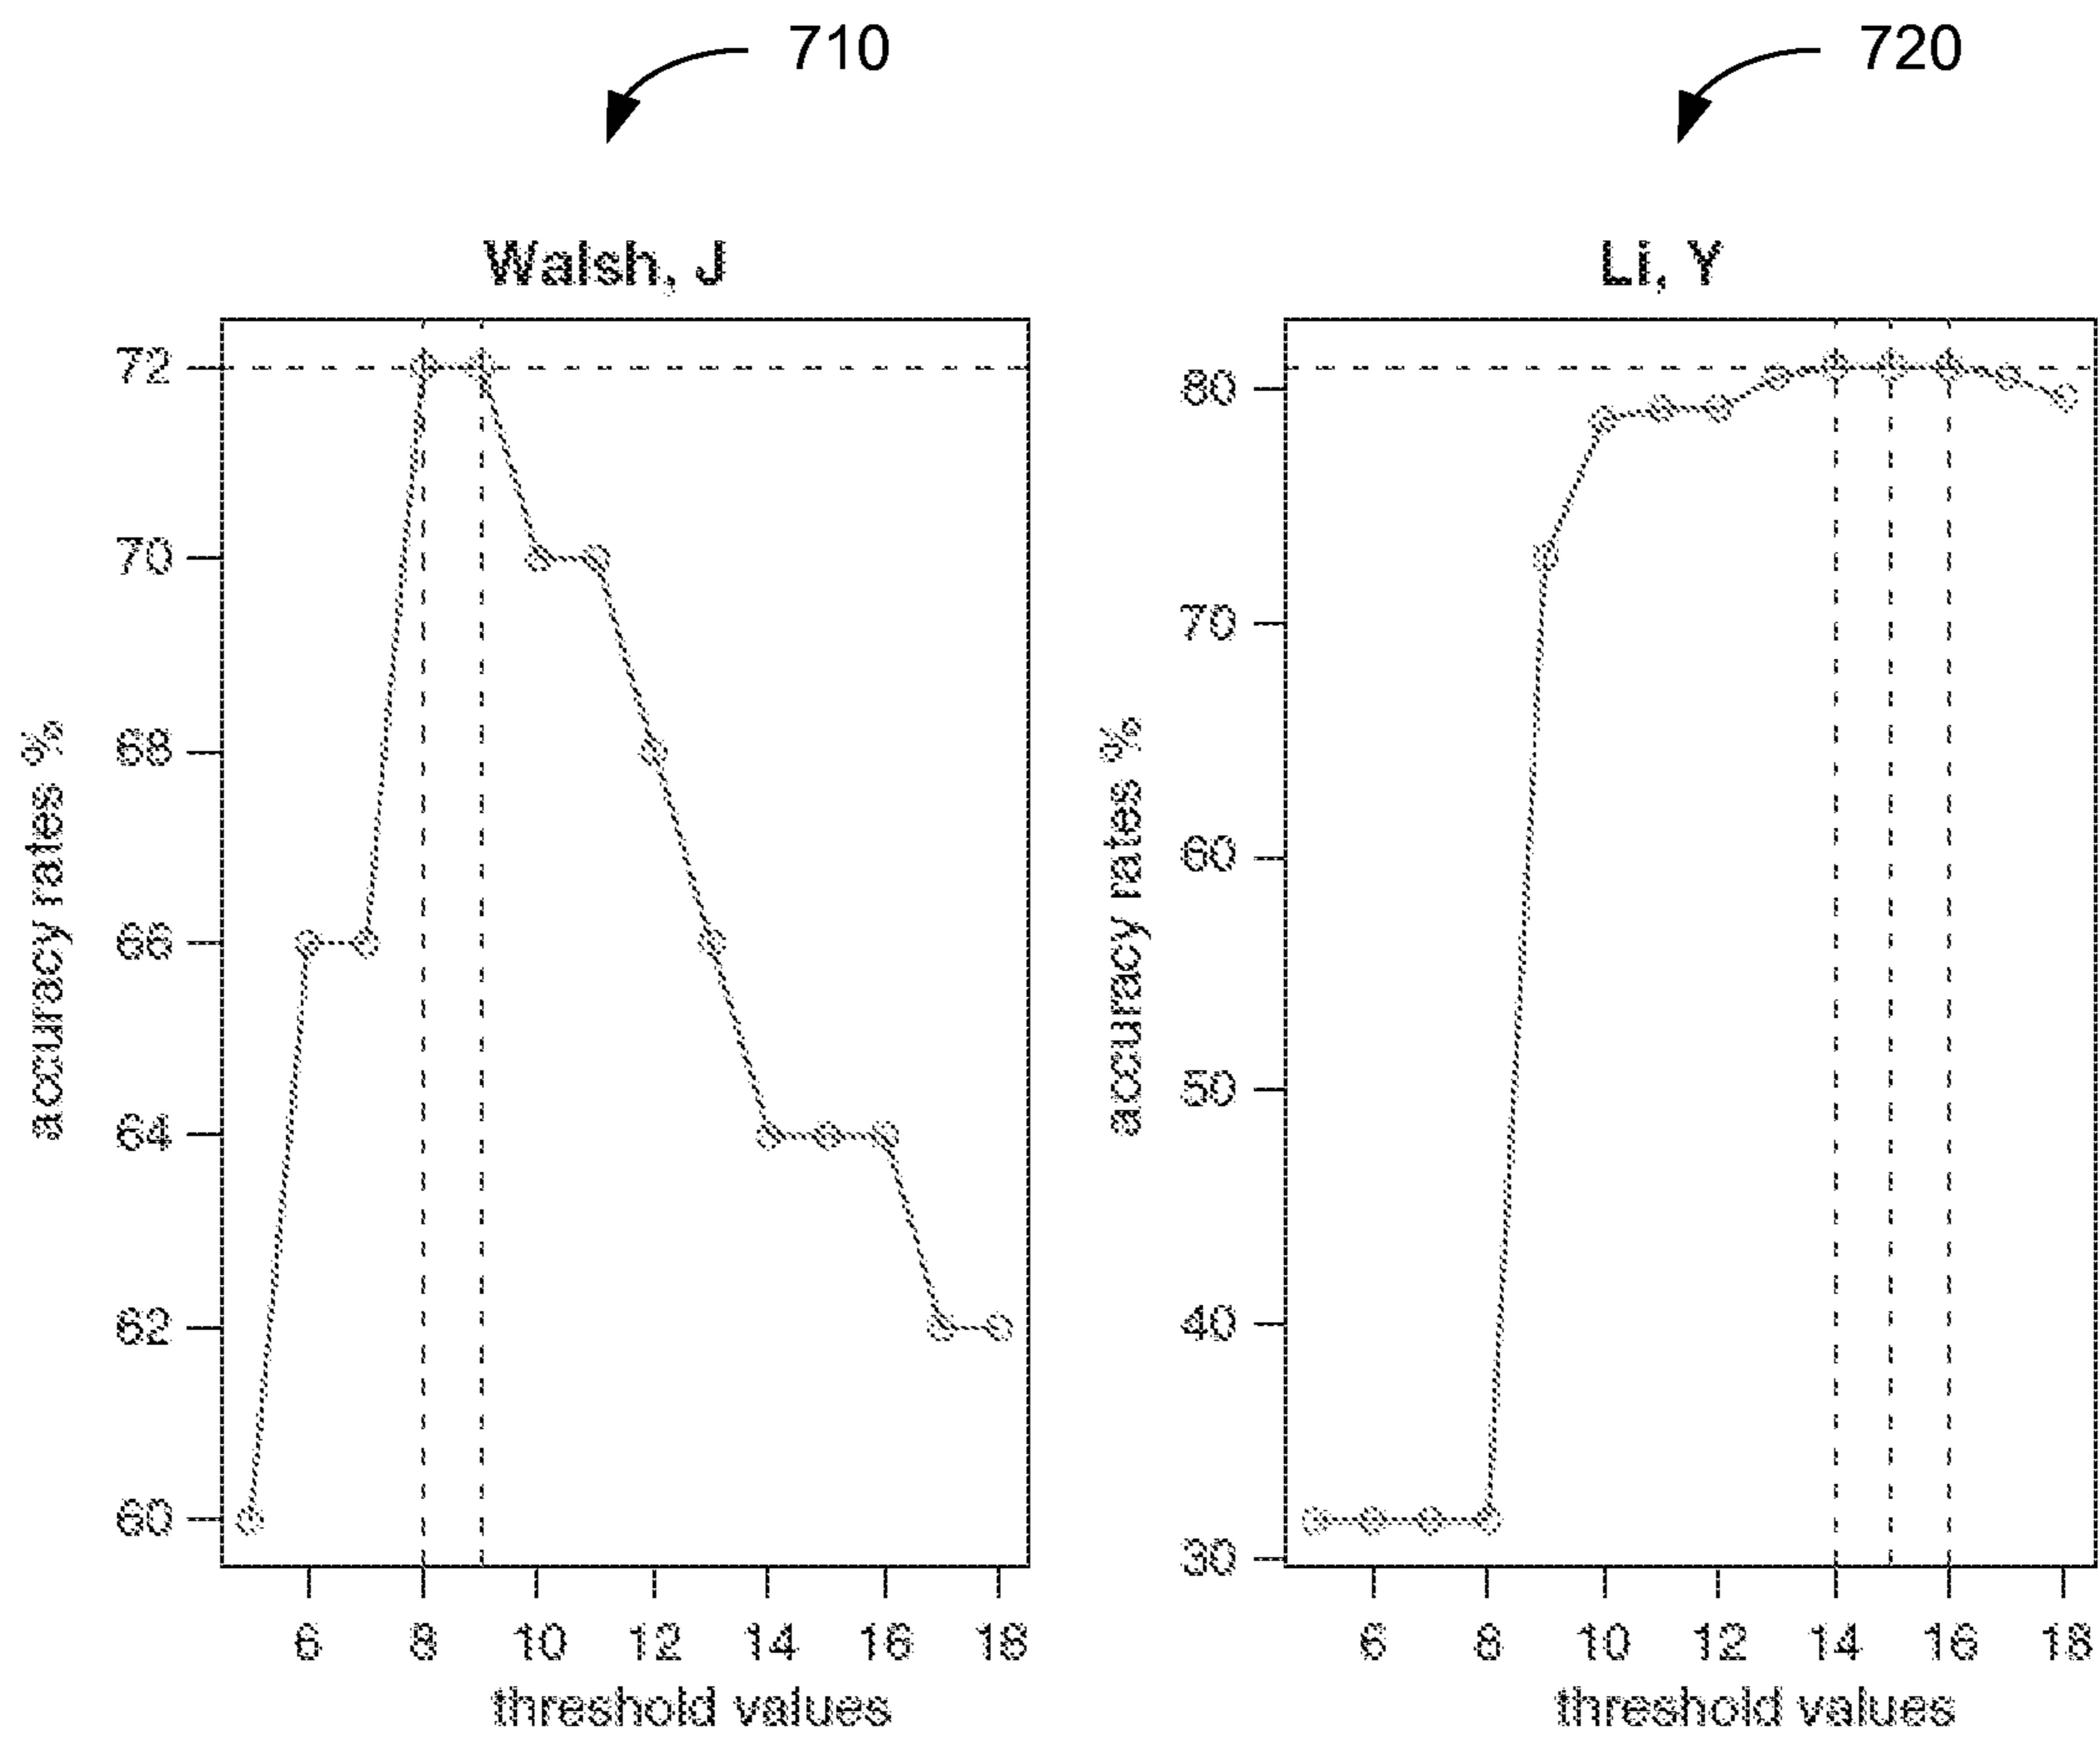 710
720
Walsh, J
Li, Y
accuracy rates %
72
70
68
66
64
62
60
6 8 10 12 14 16 18
threshold values
accuracy rates %
80
70
60
50
40
30
6 8 10 12 14 16 18
threshold values